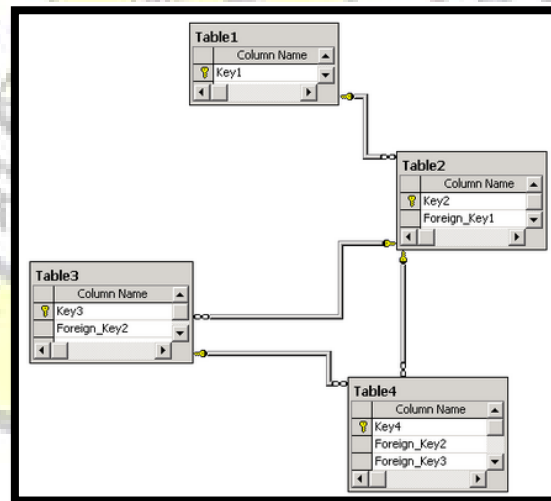 Table1
Column Name
Key1
Table2
Column Name
Key2
Foreign_Key1
Table3
Column Name
Key3
Foreign_Key2
Table4
Column Name
Key4
Foreign_Key2
Foreign_Key3